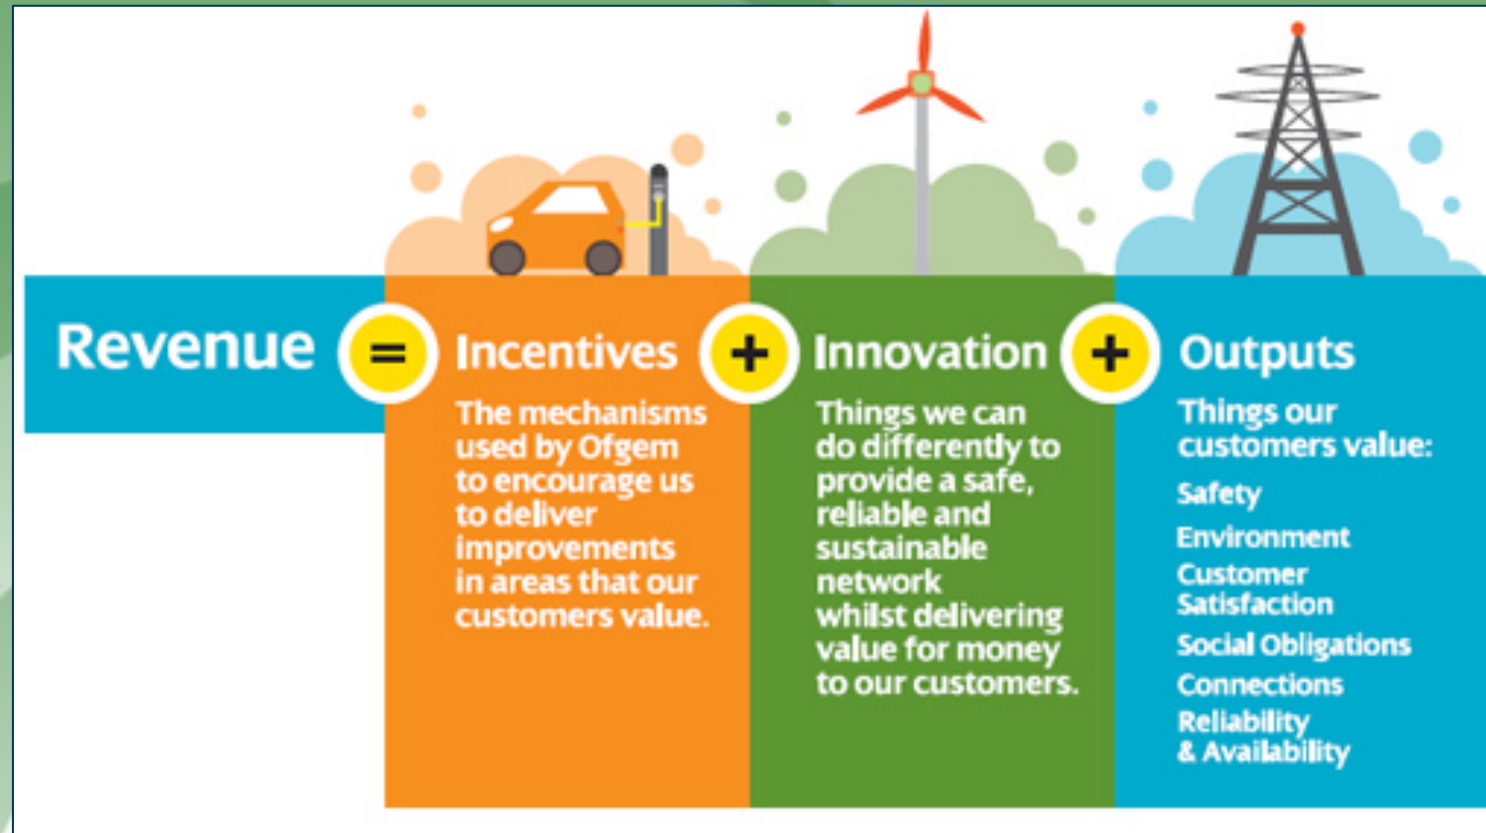 Revenue
=
Incentives
The mechanisms
used by Ofgem
to encourage us
to deliver
improvements
in areas that our
customers value.
+
Innovation
Things we can
do differently to
provide a safe,
reliable and
sustainable
network
whilst delivering
value for money
to our customers.
+
Outputs
Things our
customers value:
Safety
Environment
Customer
Satisfaction
Social Obligations
Connections
Reliability
& Availability